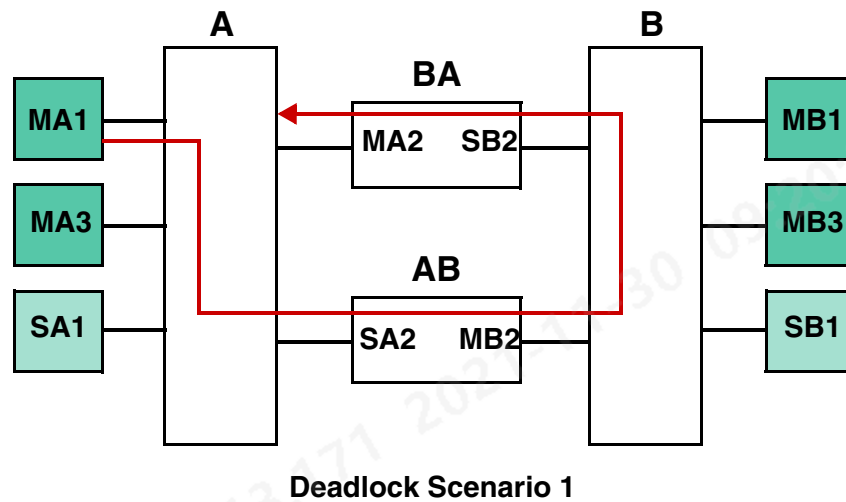 A
B
BA
MA1
MA2 SB2
MB1
MA3
MB3
AB
SA1
SA2 MB2
SB1
Deadlock Scenario 1